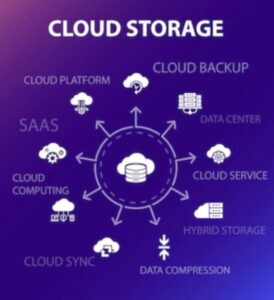 CLOUD STORAGE
CLOUD BACKUP
CLOUD PLATFORM
DATA CENTER
SAAS
CLOUD SERVICE
CLOUD
COMPUTING
HYBRID STORAGE
CLOUD SYNC
DATA COMPRESSION